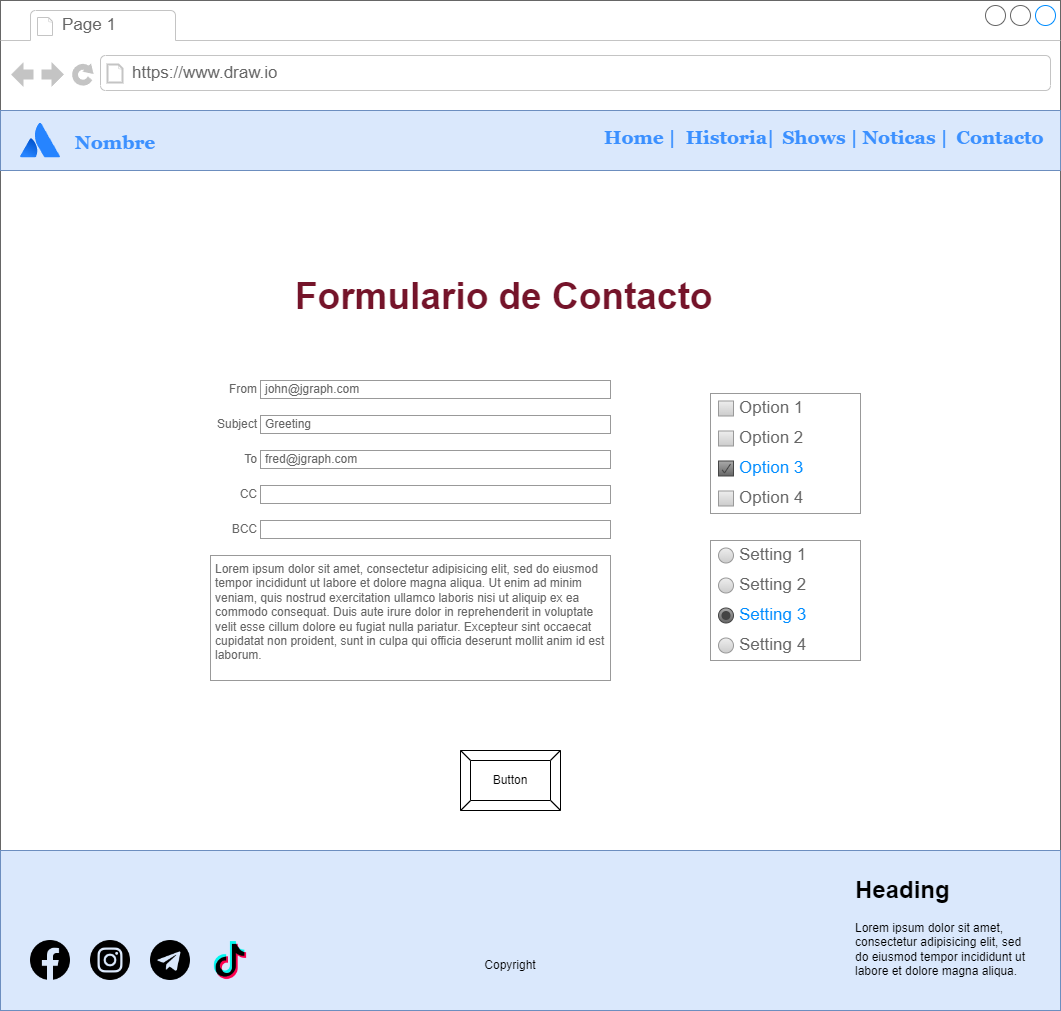 Page 1
https://www.draw.io
Nombre
Home | Historia| Shows | Noticas | Contacto
Formulario de Contacto
From john@jgraph.com
Subject Greeting
To fred@jgraph.com
CC
BCC
Lorem ipsum dolor sit amet, consectetur adipisicing elit, sed do eiusmod
tempor incididunt ut labore et dolore magna aliqua. Ut enim ad minim
veniam, quis nostrud exercitation ullamco laboris nisi ut aliquip ex ea
commodo consequat. Duis aute irure dolor in reprehenderit in voluptate
velit esse cillum dolore eu fugiat nulla pariatur. Excepteur sint occaecat
cupidatat non proident, sunt in culpa qui officia deserunt mollit anim id est
laborum.
Option 1
Option 2
Option 3
Option 4
Setting 1
Setting 2
Setting 3
Setting 4
Button
Copyright
Heading
Lorem ipsum dolor sit amet,
consectetur adipisicing elit, sed
do eiusmod tempor incididunt ut
labore et dolore magna aliqua.